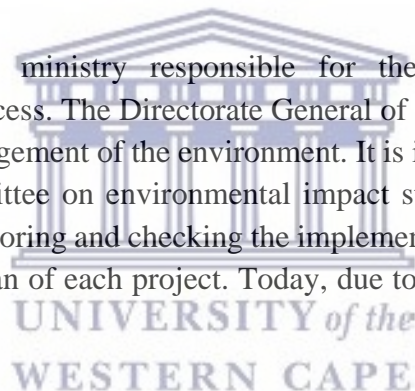 ministry responsible for the
cess. The Directorate General of
gement of the environment. It is i
ttee on environmental impact s
oring and checking the implemen
an of each project. Today, due to
UNIVERSITY of the
WESTERN CAPE